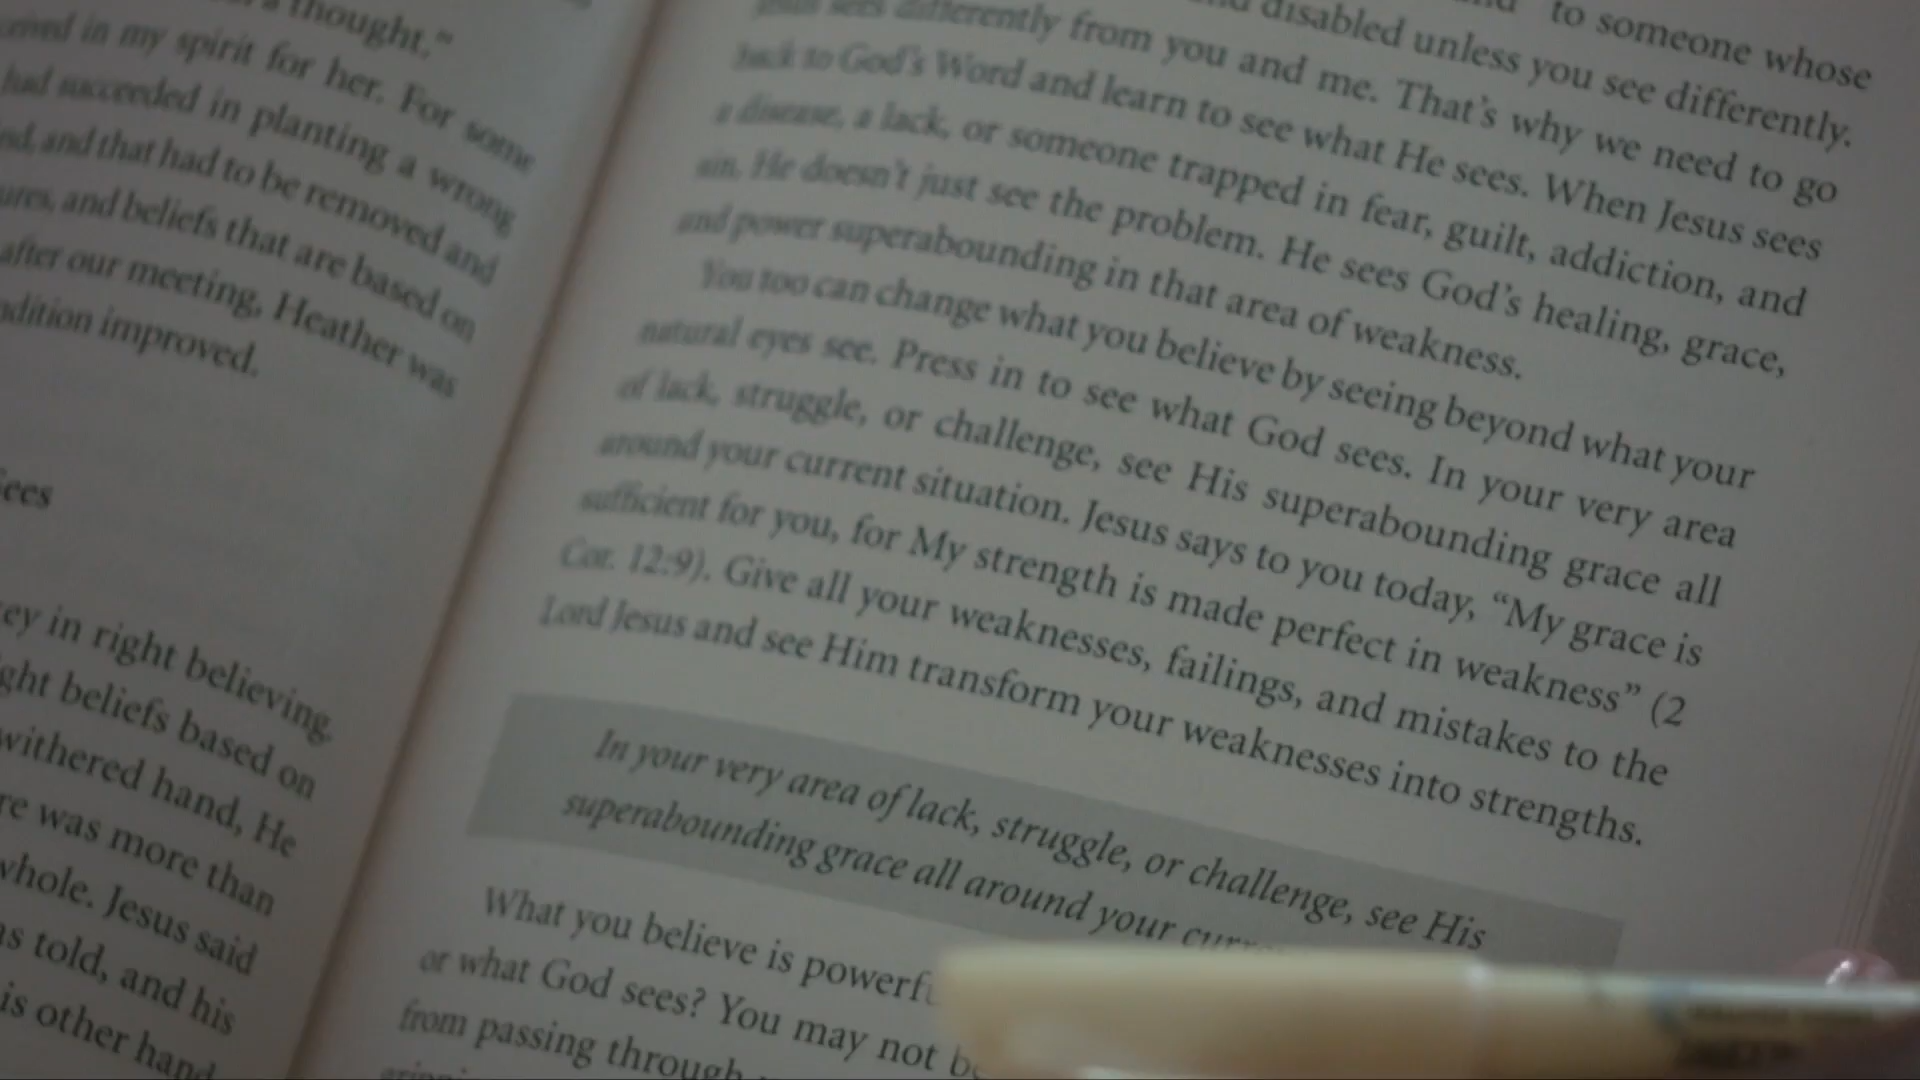 thought."
in my spirit for her. For some
had succeeded in planting a wrong
and that had to be removed and
and beliefs that are based on
after our meeting, Heather was
improved.
sees
in right believing.
beliefs based on
withered hand, He
was more than
whole. Jesus said
told, and his
other hand
to someone whose
disabled unless you see differently.
Jesus sees differently from you and me. That's why we need to go
back to God's Word and learn to see what He sees. When Jesus sees
a disease, a lack, or someone trapped in fear, guilt, addiction, and
sin. He doesn't just see the problem. He sees God's healing, grace,
and power superabounding in that area of weakness.
You too can change what you believe by seeing beyond what your
natural eyes see. Press in to see what God sees. In your very area
of lack, struggle, or challenge, see His superabounding grace all
around your current situation. Jesus says to you today, “My grace is
sufficient for you, for My strength is made perfect in weakness” (2
Cor. 12:9). Give all your weaknesses, failings, and mistakes to the
Lord Jesus and see Him transform your weaknesses into strengths.
In your very area of lack, struggle, or challenge, see His
superabounding grace all around your
What you believe is
or what God sees? You may not
from passing through